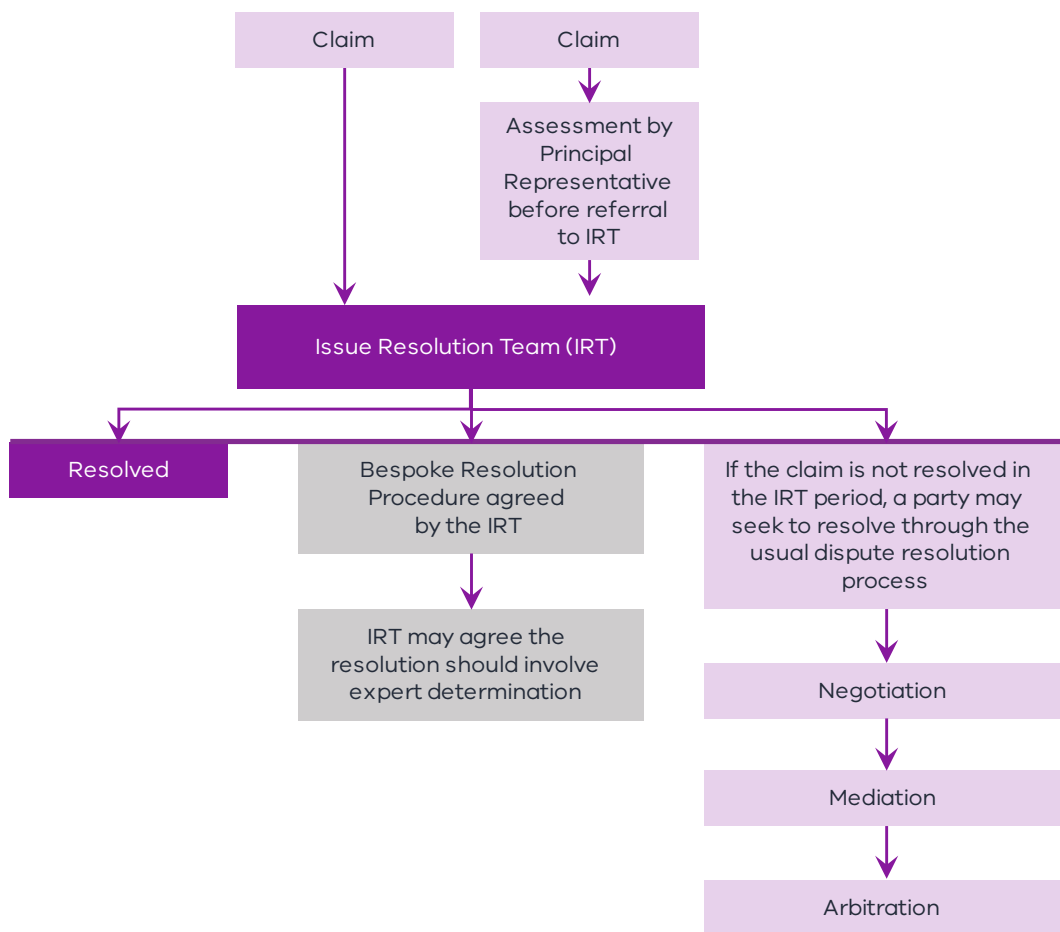 Claim
Claim
Assessment by
Principal
Representative
before referral
to IRT
Issue Resolution Team (IRT)
Resolved
Bespoke Resolution
Procedure agreed
by the IRT
IRT may agree the
resolution should involve
expert determination
If the claim is not resolved in
the IRT period, a party may
seek to resolve through the
usual dispute resolution
process
Negotiation
Mediation
Arbitration